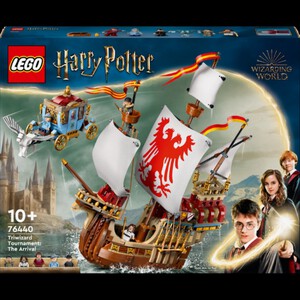 LEGO
Harry Potter
WIZARDING
WORLD
10+
76440
Triwizard
Tournament:
The Arrival